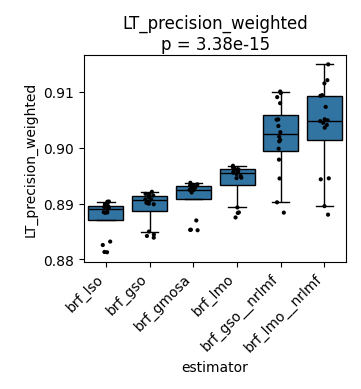 LT_precision_weighted
p = 3.38e-15
LT_precision_weighted
0.91
0.90
0.89
0.88
brf_lso
brf_gso
brf_gmosa
brf_lmo
brf_gso__nrlmf
brf_lmo__nrlmf
estimator